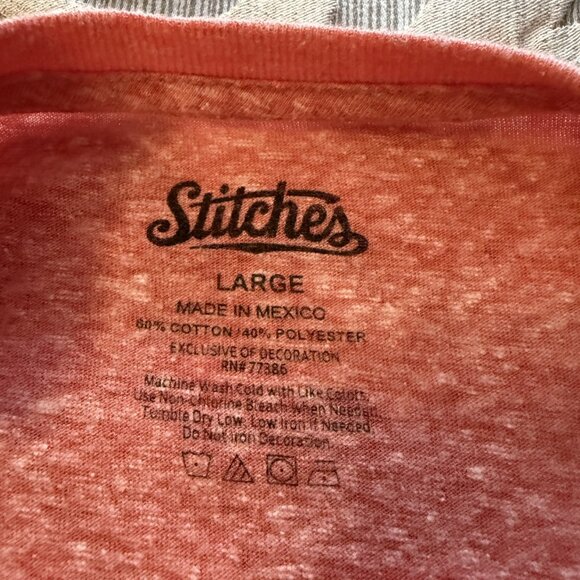 Stitches
LARGE
MADE IN MEXICO
60% COTTON / 40% POLYESTER
EXCLUSIVE OF DECORATION
RN# 77386
Machine Wash Cold with Like Colors,
Use Non-Chlorine Bleach when Needed,
Tumble Dry Low, Low Iron if Needed
Do Not Iron Decoration.